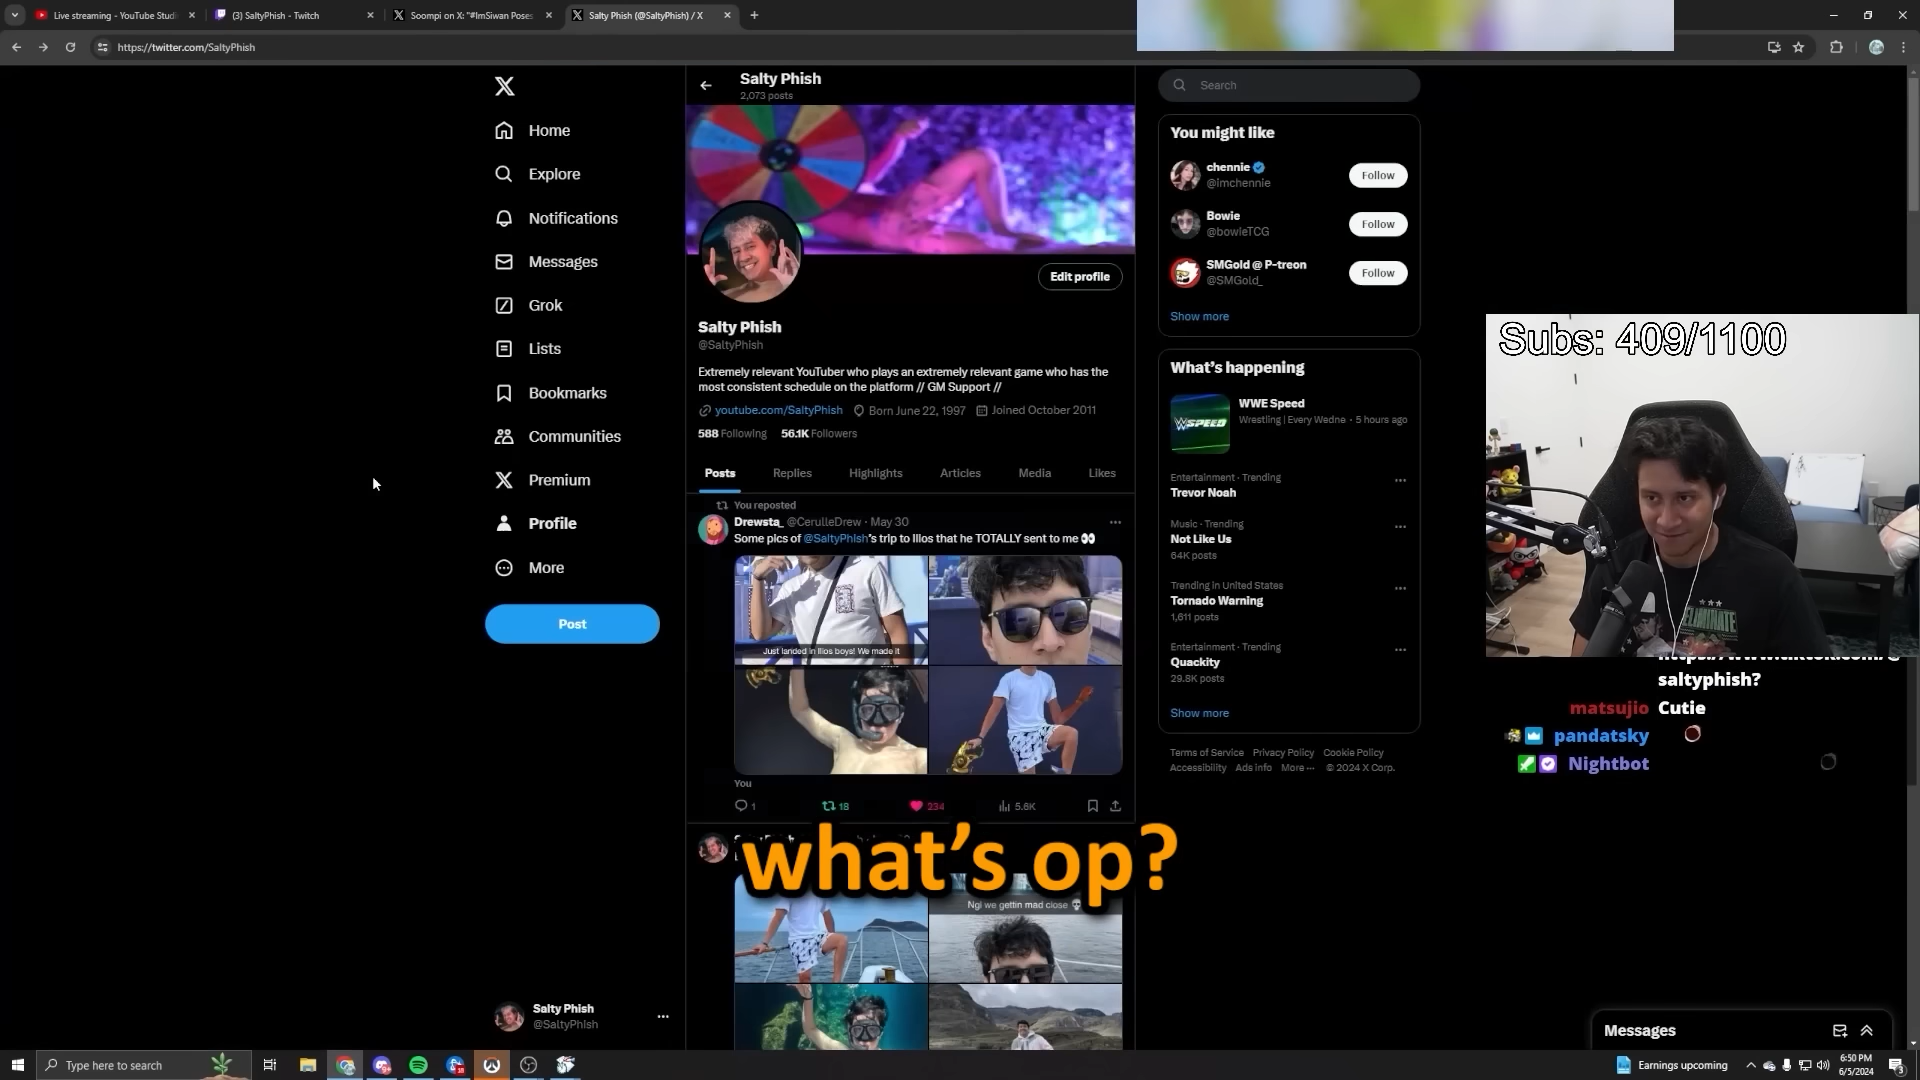 Live streaming - YouTube Studi
(3) SaltyPhish - Twitch
Soompi on X: "#ImSiwan Poses
Salty Phish (@SaltyPhish) / X
https://twitter.com/SaltyPhish
Salty Phish
2,073 posts
Home
Explore
Notifications
Messages
Grok
Lists
Bookmarks
Communities
Premium
Profile
More
Post
Edit profile
Salty Phish
@SaltyPhish
Extremely relevant YouTuber who plays an extremely relevant game who has the
most consistent schedule on the platform // GM Support //
youtube.com/SaltyPhish Born June 22, 1997 Joined October 2011
588 Following 56.1K Followers
Posts Replies Highlights Articles Media Likes
You reposted
Drewsta_ @CerulleDrew · May 30
Some pics of @SaltyPhish's trip to Ilios that he TOTALLY sent to me 👀
Just landed in Ilios boys! We made it
You
1 18 234 5.6K
what's op?
Ngl we gettin mad close 💀
Salty Phish
@SaltyPhish
Search
You might like
chennie
@imchennie
Follow
Bowie
@bowieTCG
Follow
SMGold @ P-treon
@SMGold_
Follow
Show more
What's happening
WWE Speed
Wrestling | Every Wedne · 5 hours ago
Entertainment · Trending
Trevor Noah
Music · Trending
Not Like Us
64K posts
Trending in United States
Tornado Warning
1,611 posts
Entertainment · Trending
Quackity
29.8K posts
Show more
Terms of Service Privacy Policy Cookie Policy
Accessibility Ads info More ··· © 2024 X Corp.
Subs: 409/1100
ELIMINATE
saltyphish?
matsujio Cutie
pandatsky
Nightbot
Messages
Type here to search
Earnings upcoming
6:50 PM
6/5/2024